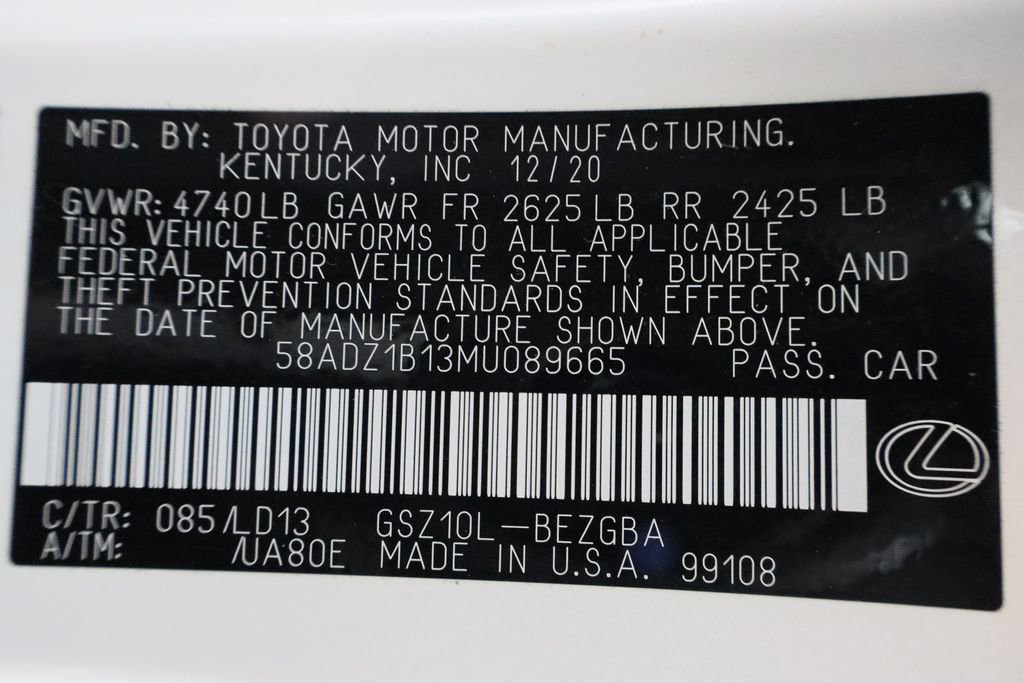 MFD. BY: TOYOTA MOTOR MANUFACTURING.
KENTUCKY, INC 12/20
GVWR: 4740LB GAWR FR 2625LB RR 2425 LB
THIS VEHICLE CONFORMS TO ALL APPLICABLE
FEDERAL MOTOR VEHICLE SAFETY, BUMPER, AND
THEFT PREVENTION STANDARDS IN EFFECT ON
THE DATE OF MANUFACTURE SHOWN ABOVE.
58ADZ1B13MU089665 PASS. CAR
C/TR: 085/LD13 GSZ10L-BEZGBA
A/TM: /UA80E MADE IN U.S.A. 99108